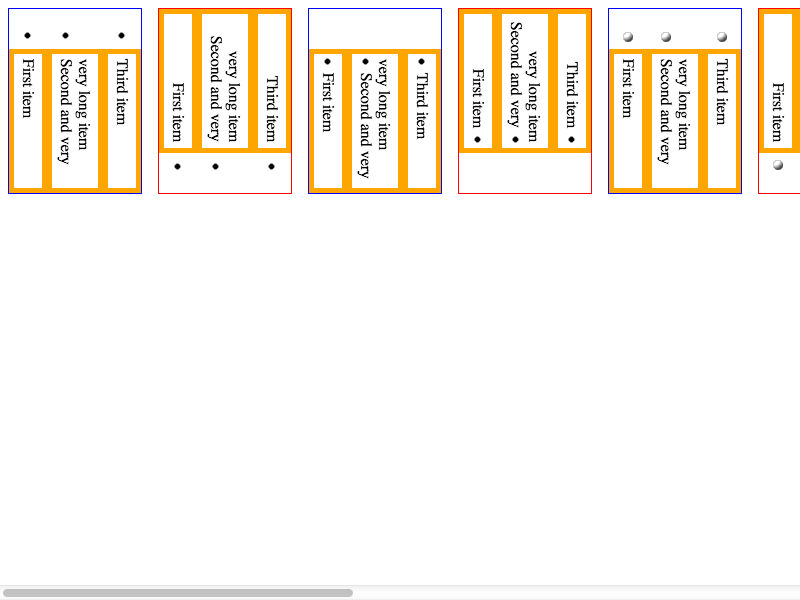 • First item
• Second and very
very long item
• Third item
• First item
• Second and very
very long item
• Third item
• First item
• Second and very
very long item
• Third item
• First item
• Second and very
very long item
• Third item
First item
Second and very
very long item
Third item
First item